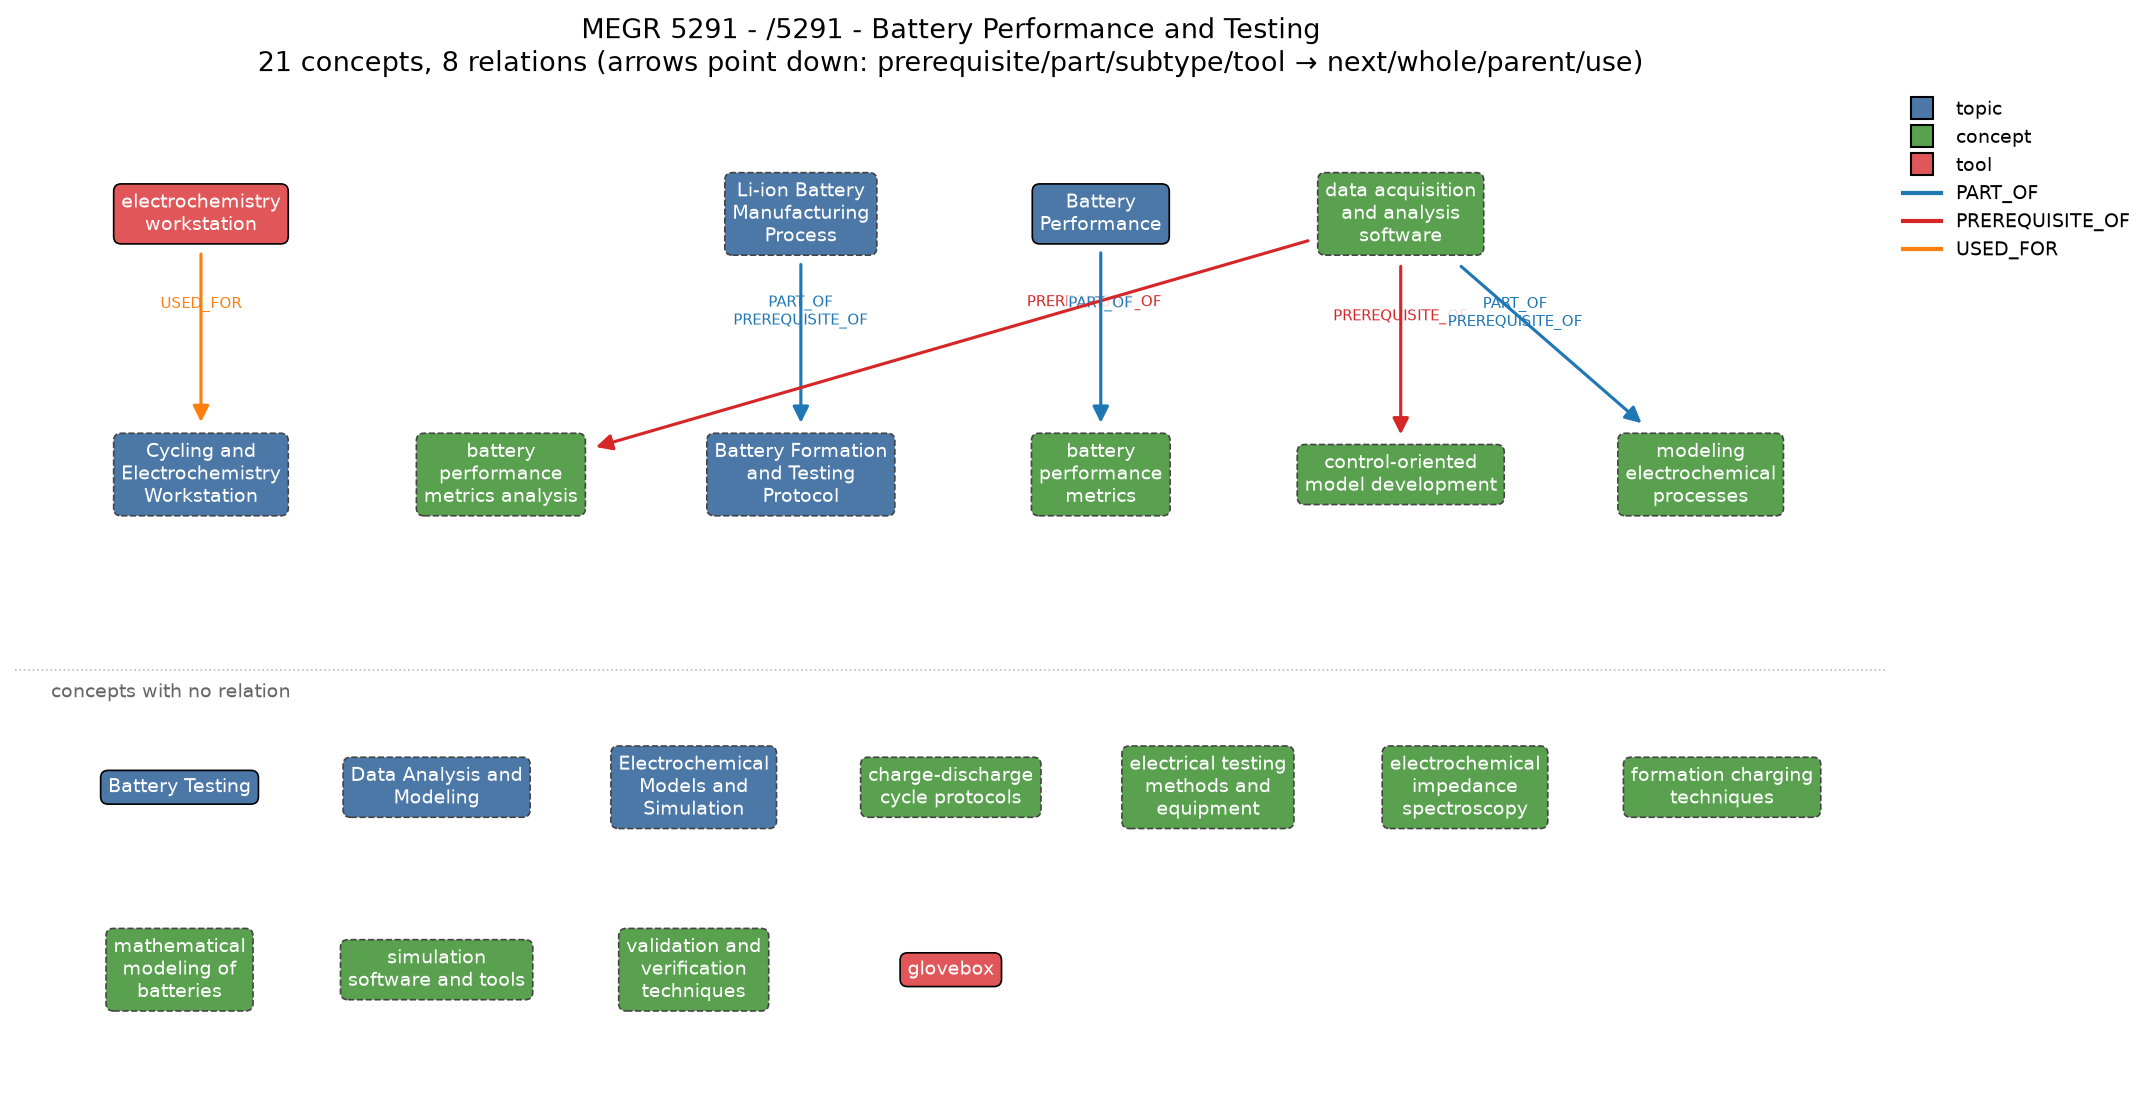 MEGR 5291 - /5291 - Battery Performance and Testing
21 concepts, 8 relations (arrows point down: prerequisite/part/subtype/tool → next/whole/parent/use)
topic
concept
tool
PART_OF
PREREQUISITE_OF
USED_FOR
electrochemistry
workstation
Li-ion Battery
Manufacturing
Process
Battery
Performance
data acquisition
and analysis
software
USED_FOR
PART_OF
PREREQUISITE_OF
PART_OF
PREREQUISITE_
PART_OF
PREREQUISITE_OF
Cycling and
Electrochemistry
Workstation
battery
performance
metrics analysis
Battery Formation
and Testing
Protocol
battery
performance
metrics
control-oriented
model development
modeling
electrochemical
processes
concepts with no relation
Battery Testing
Data Analysis and
Modeling
Electrochemical
Models and
Simulation
charge-discharge
cycle protocols
electrical testing
methods and
equipment
electrochemical
impedance
spectroscopy
formation charging
techniques
mathematical
modeling of
batteries
simulation
software and tools
validation and
verification
techniques
glovebox